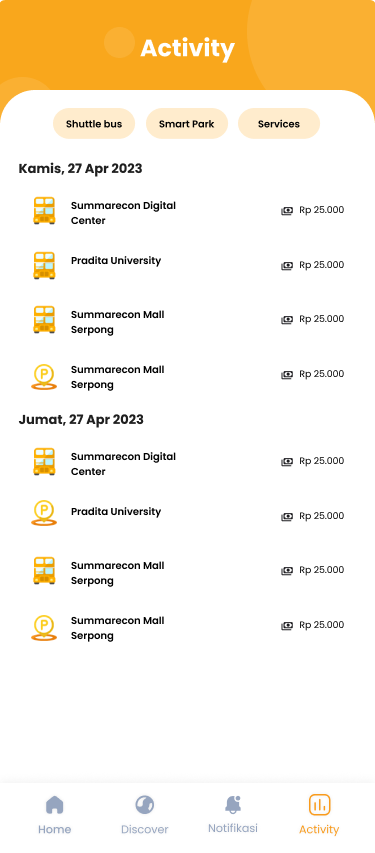 Activity
Shuttle bus Smart Park Services
Kamis, 27 Apr 2023
Summarecon Digital
Center
Rp 25.000
Pradita University
Rp 25.000
Summarecon Mall
Serpong
Rp 25.000
P
Summarecon Mall
Serpong
Rp 25.000
Jumat, 27 Apr 2023
Summarecon Digital
Center
Rp 25.000
P
Pradita University
Rp 25.000
Summarecon Mall
Serpong
Rp 25.000
P
Summarecon Mall
Serpong
Rp 25.000
Home Discover Notifikasi Activity